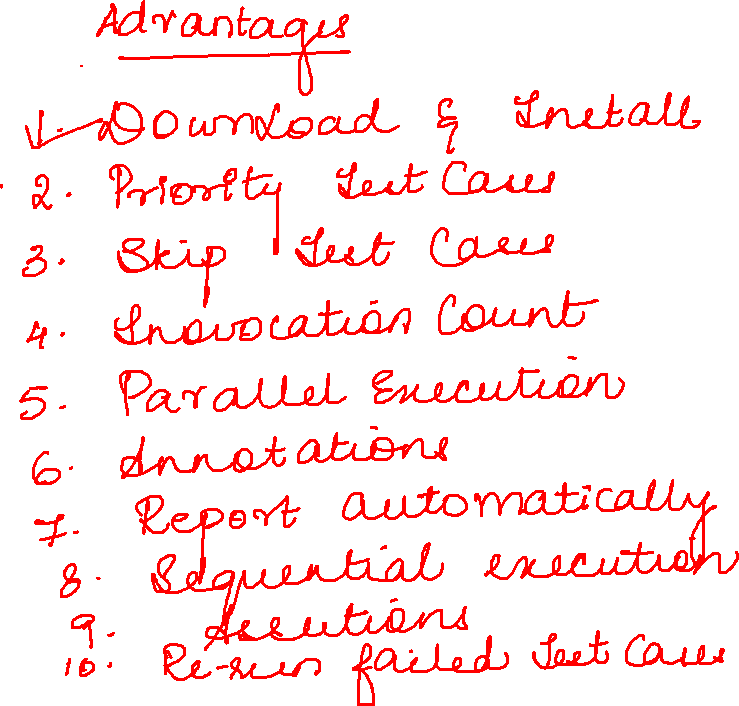 Advantages
1. Download & Install
2. Priority Test Cases
3. Skip Test Cases
4. Invocation Count
5. Parallel Execution
6. Annotations
7. Report automatically
8. Sequential execution
9. Assertions
10. Re-run failed Test Cases